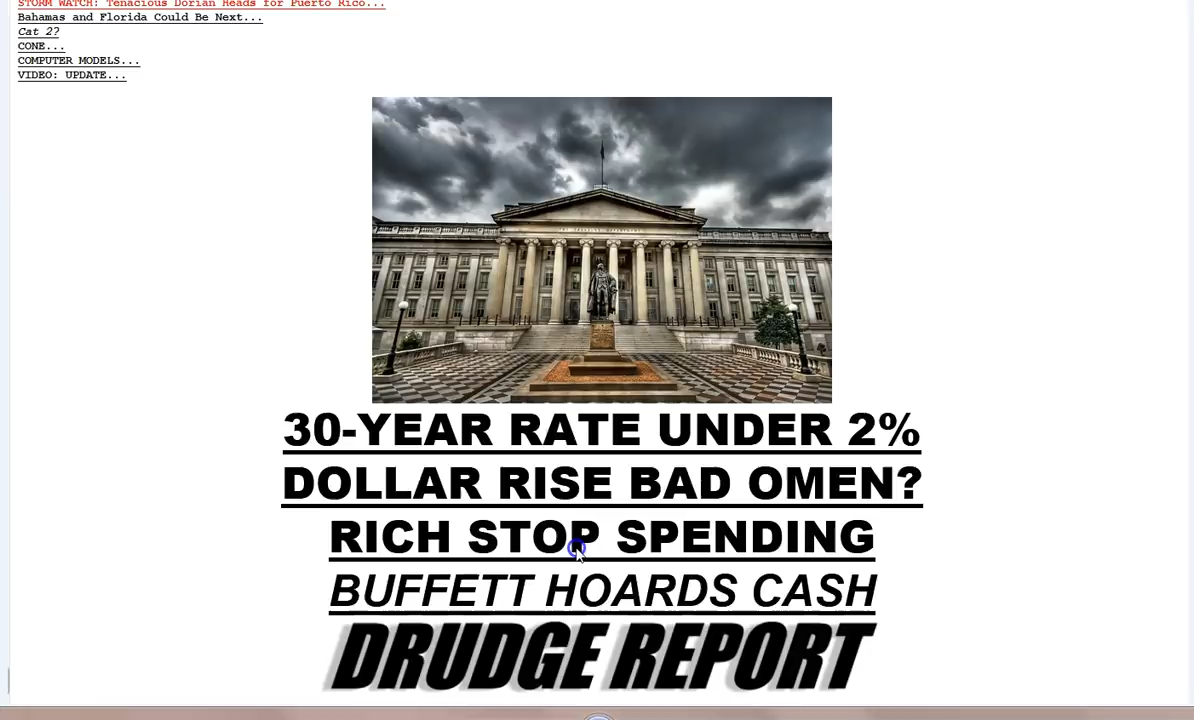 STORM WATCH: Tenacious Dorian Heads for Puerto Rico...
Bahamas and Florida Could Be Next...
Cat 2?
CONE...
COMPUTER MODELS...
VIDEO: UPDATE...
30-YEAR RATE UNDER 2%
DOLLAR RISE BAD OMEN?
RICH STOP SPENDING
BUFFETT HOARDS CASH
DRUDGE REPORT